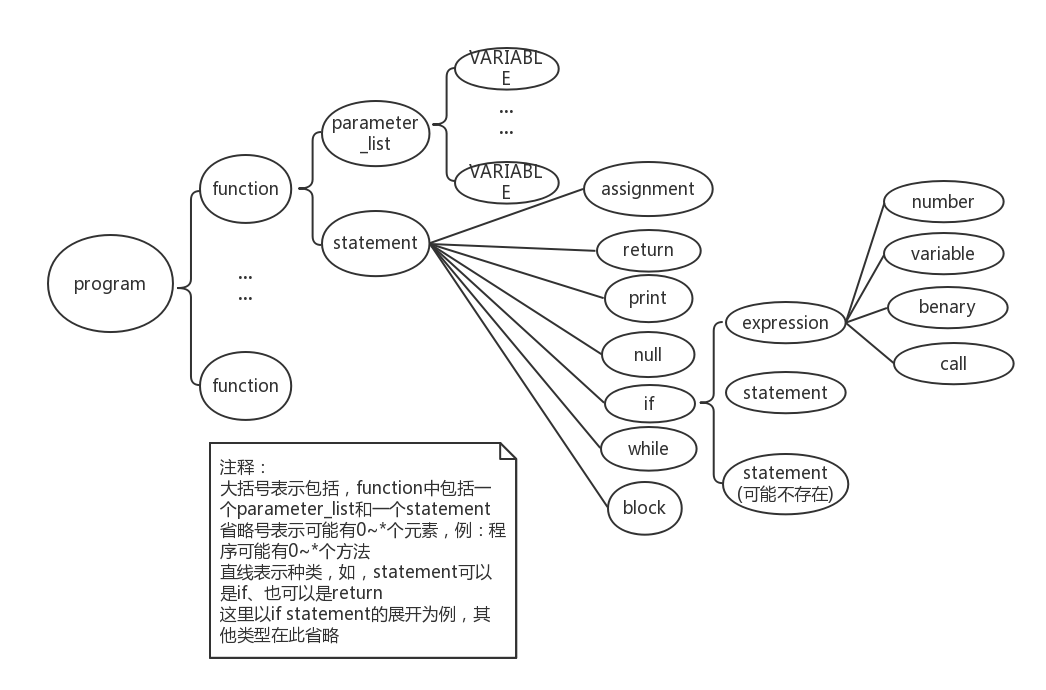 program
function
...
...
function
parameter
_list
statement
VARIABL
E
...
...
VARIABL
E
assignment
return
print
null
if
while
block
expression
statement
statement
(可能不存在)
number
variable
benary
call
注释：
大括号表示包括，function中包括一
个parameter_list和一个statement
省略号表示可能有0~*个元素，例：程
序可能有0~*个方法
直线表示种类，如，statement可以
是if、也可以是return
这里以if statement的展开为例，其
他类型在此省略